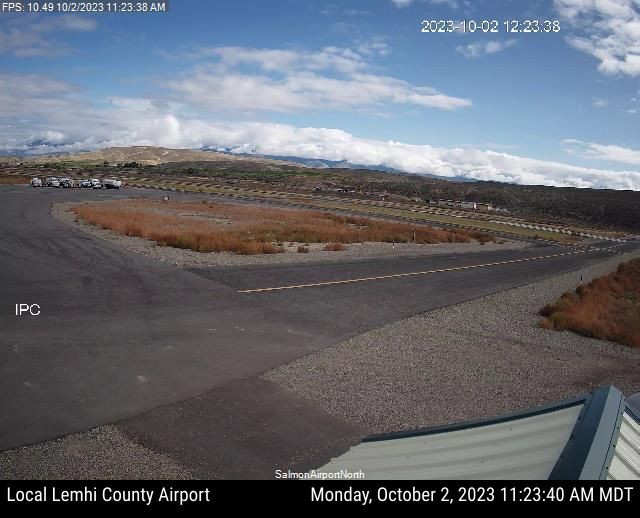 FPS: 10.49 10/2/2023 11:23:38 AM
2023-10-02 12:23:38
IPC
SalmonAirportNorth
Local Lemhi County Airport
Monday, October 2, 2023 11:23:40 AM MDT